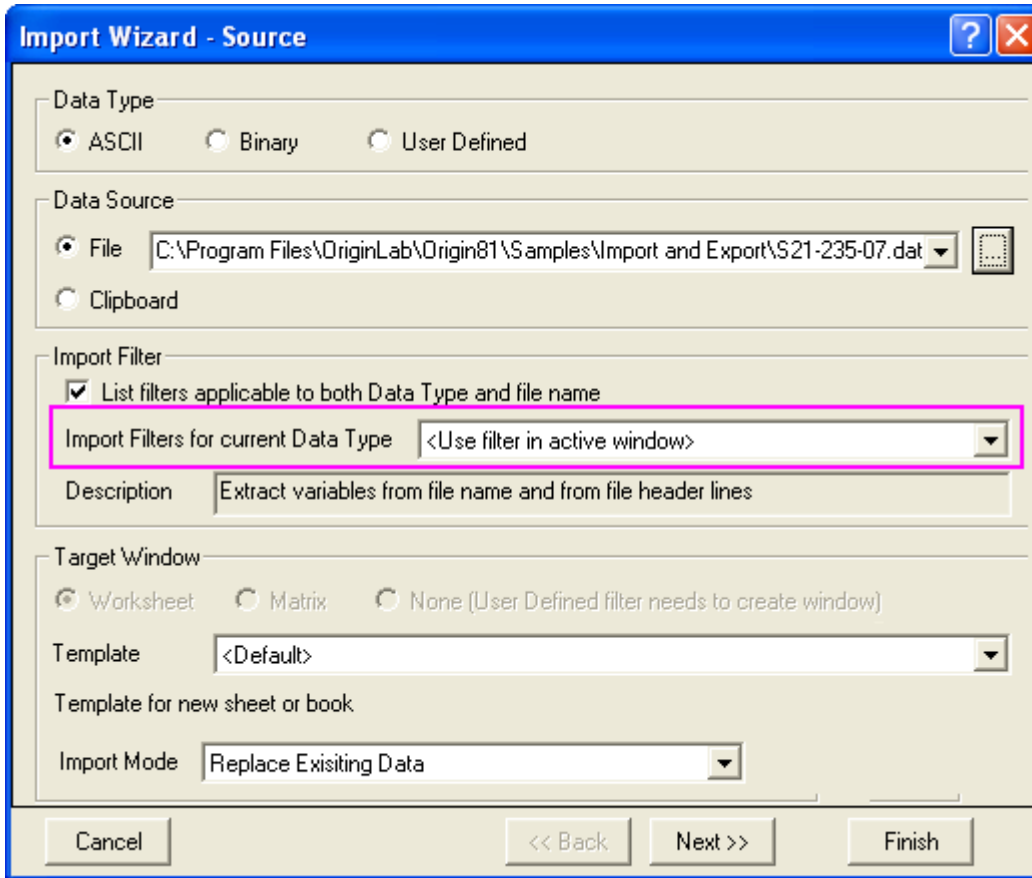 Import Wizard - Source
?
Data Type
ASCII Binary User Defined
Data Source
File C:\Program Files\OriginLab\Origin81\Samples\Import and Export\S21-235-07.dat ...
Clipboard
Import Filter
List filters applicable to both Data Type and file name
Import Filters for current Data Type <Use filter in active window>
Description Extract variables from file name and from file header lines
Target Window
Worksheet Matrix None (User Defined filter needs to create window)
Template <Default>
Template for new sheet or book
Import Mode Replace Exisiting Data
Cancel << Back Next >> Finish